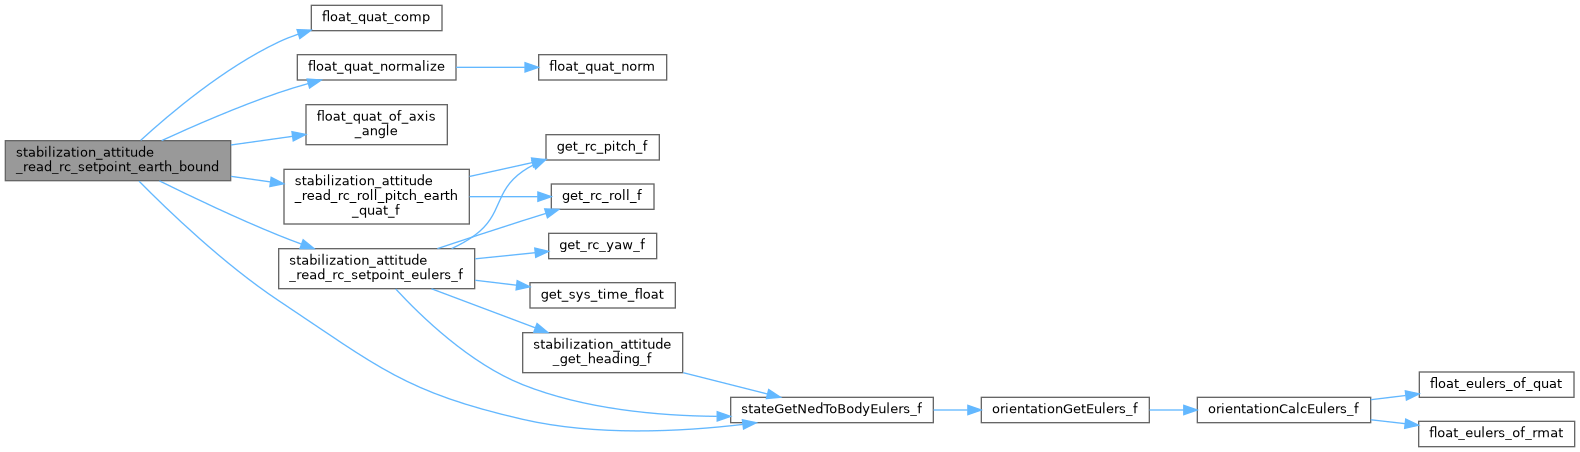 float_quat_comp
float_quat_normalize
float_quat_norm
float_quat_of_axis
_angle
stabilization_attitude
_read_rc_setpoint_earth_bound
get_rc_pitch_f
stabilization_attitude
_read_rc_roll_pitch_earth
_quat_f
get_rc_roll_f
get_rc_yaw_f
stabilization_attitude
_read_rc_setpoint_eulers_f
get_sys_time_float
stabilization_attitude
_get_heading_f
stateGetNedToBodyEulers_f
orientationGetEulers_f
orientationCalcEulers_f
float_eulers_of_quat
float_eulers_of_rmat